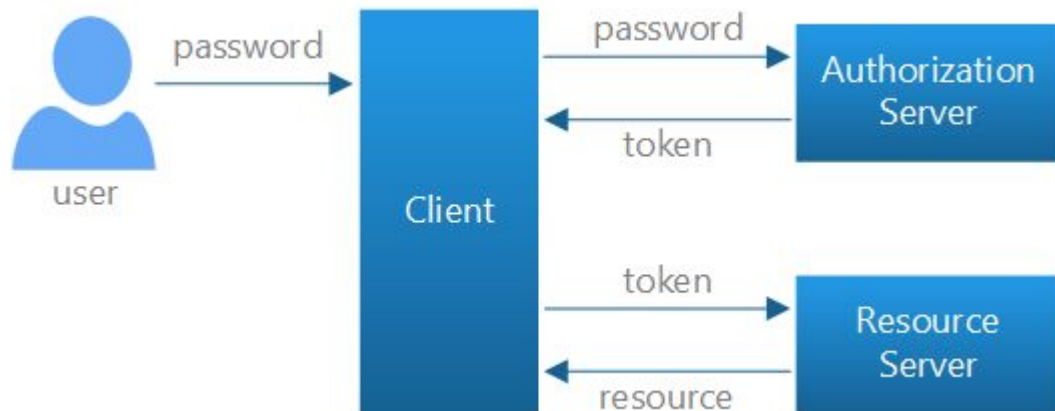 password
user
Client
password
token
Authorization
Server
token
resource
Resource
Server